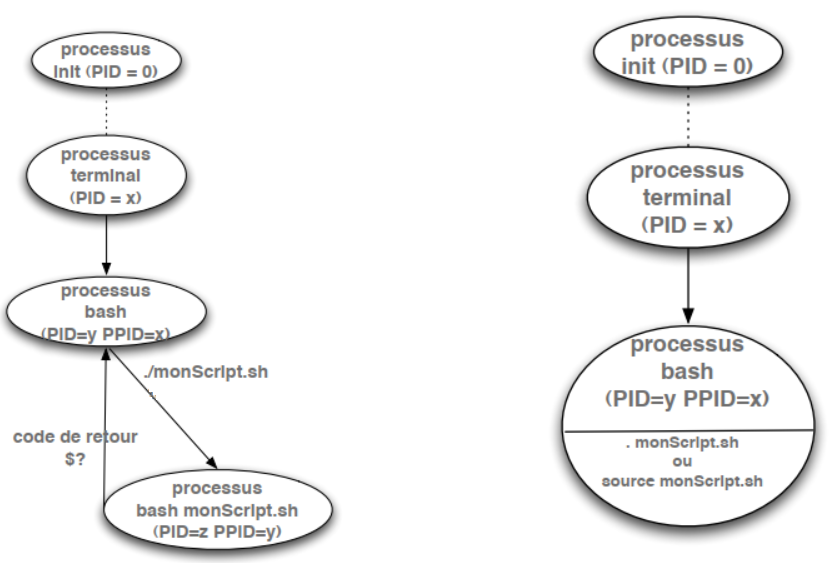 processus
init (PID = 0)
processus
terminal
(PID = x)
processus
bash
(PID=y PPID=x)
./monScript.sh
code de retour
$?
processus
bash monScript.sh
(PID=z PPID=y)
processus
init (PID = 0)
processus
terminal
(PID = x)
processus
bash
(PID=y PPID=x)
. monScript.sh
ou
source monScript.sh